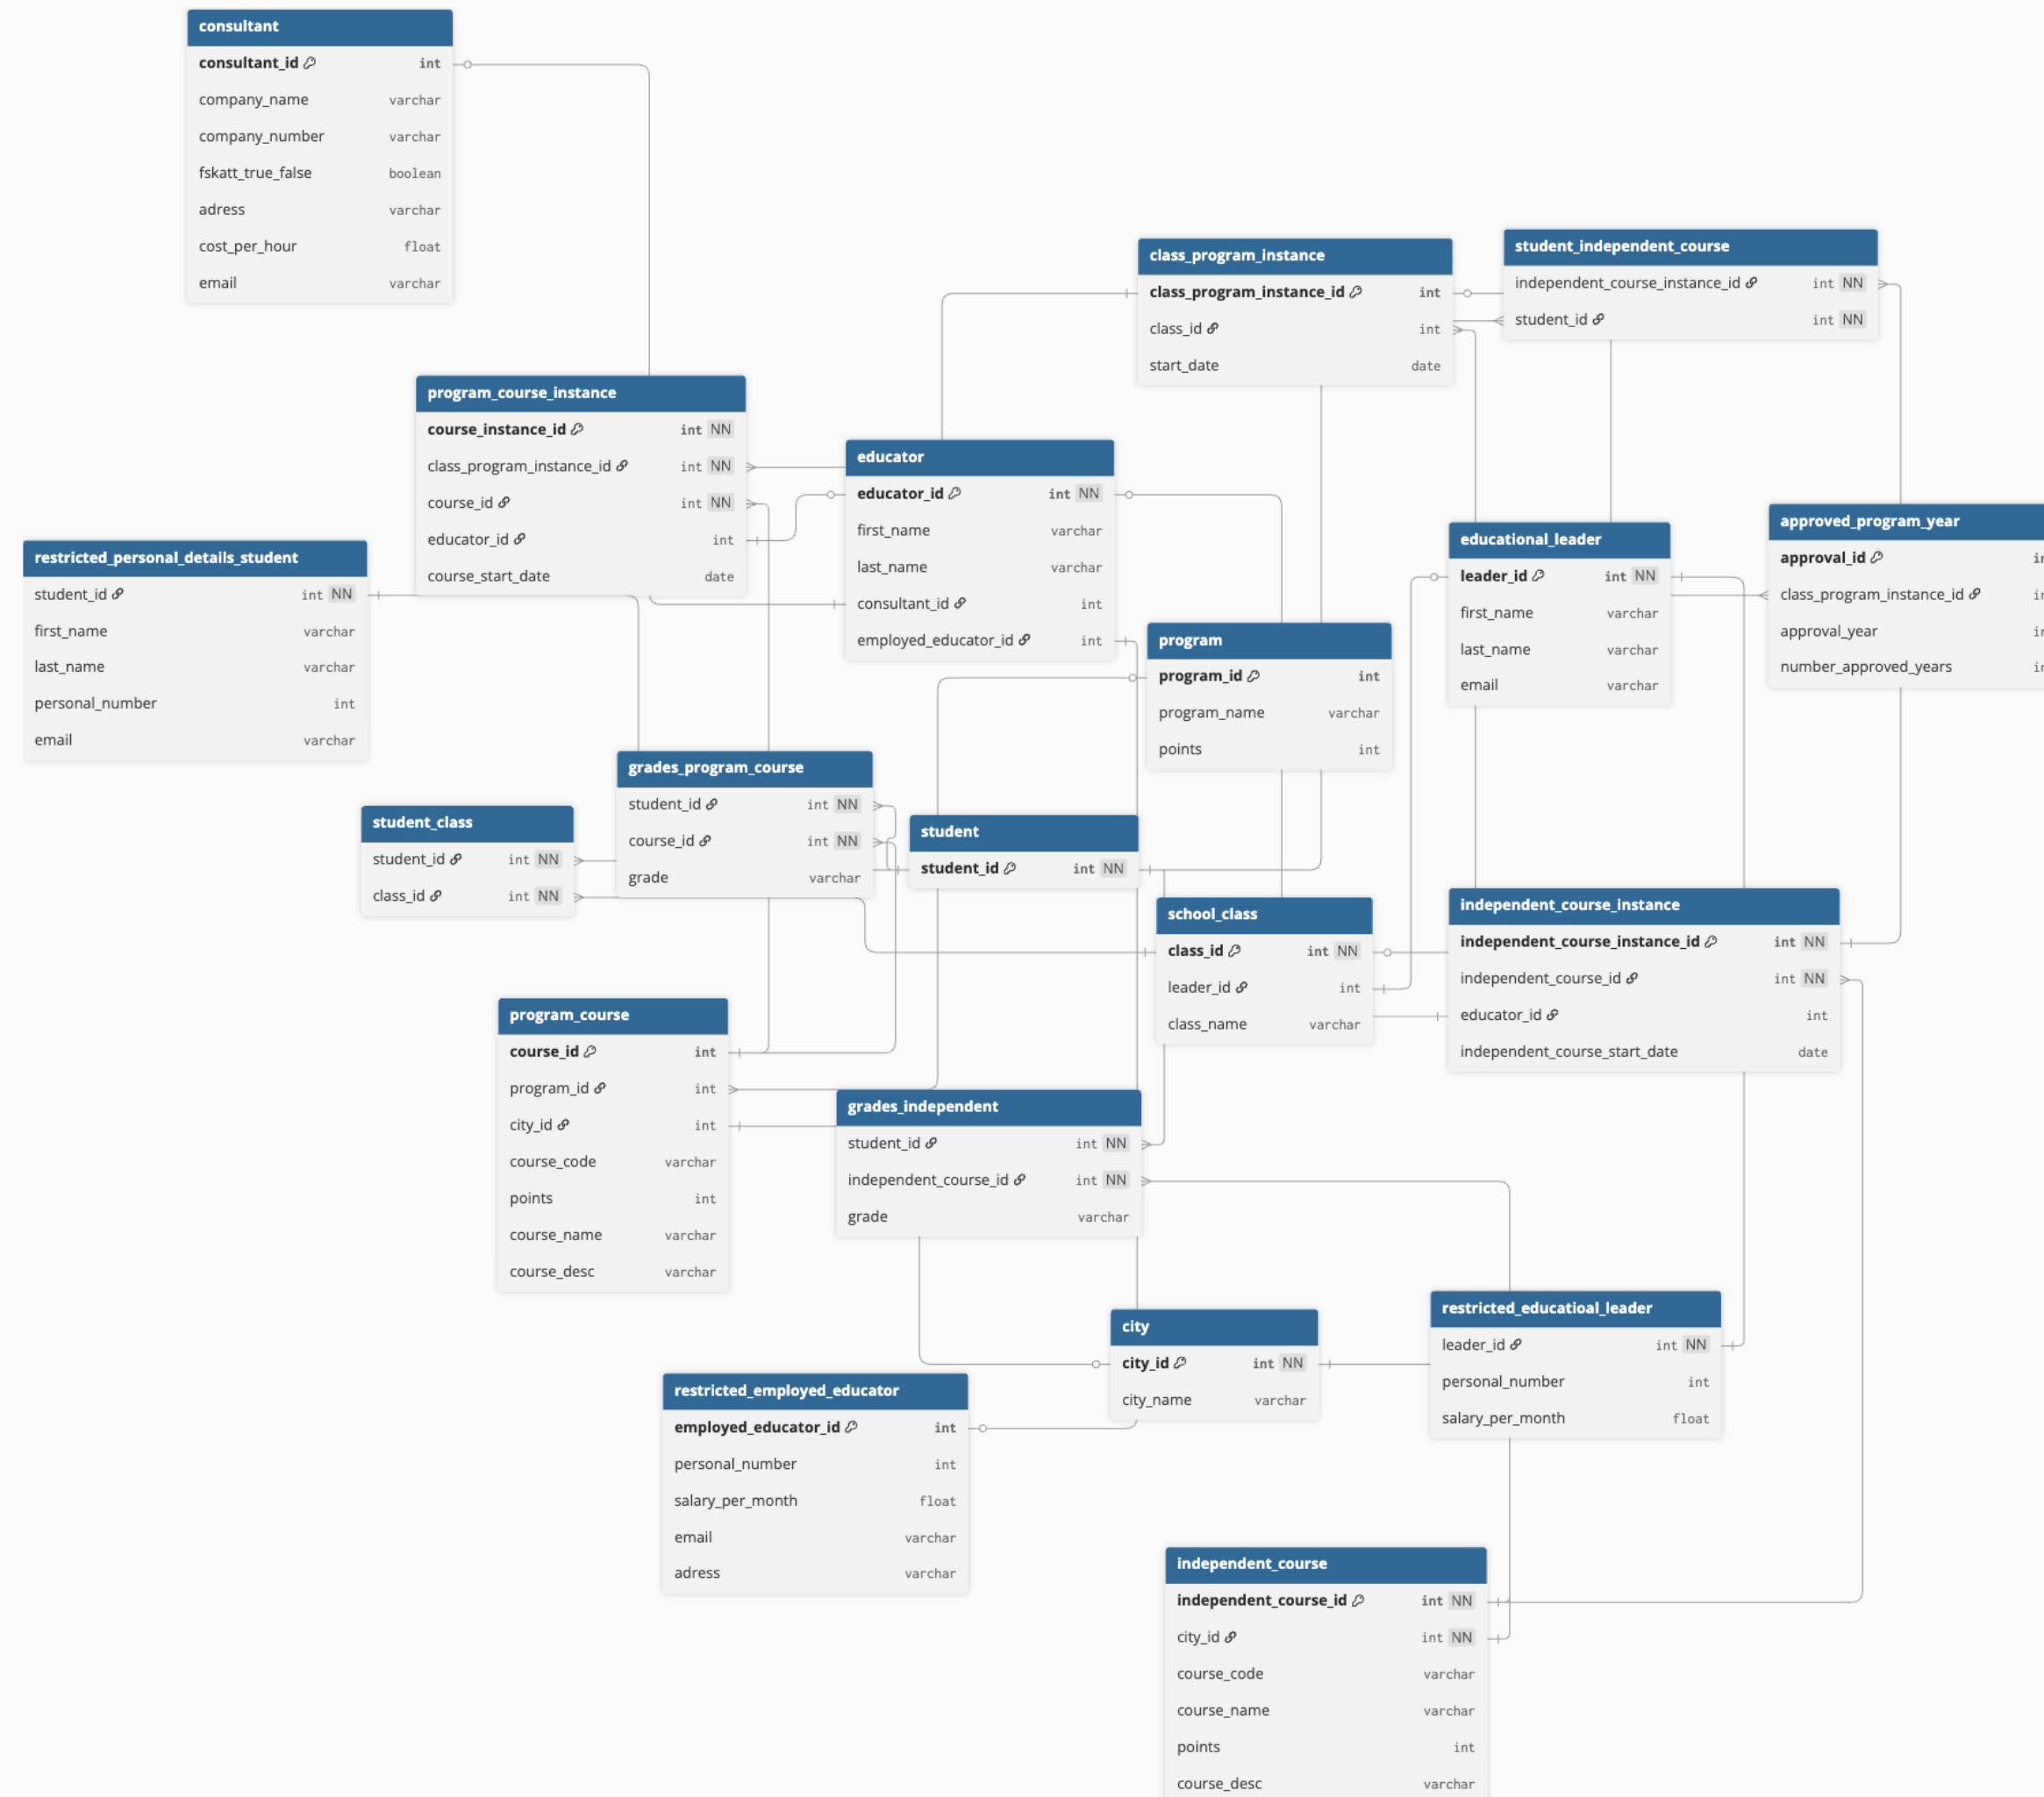 consultant
consultant_id int
company_name varchar
company_number varchar
fskatt_true_false boolean
adress varchar
cost_per_hour float
email varchar
class_program_instance
class_program_instance_id int
class_id int
start_date date
student_independent_course
independent_course_instance_id int NN
student_id int NN
program_course_instance
course_instance_id int NN
class_program_instance_id int NN
course_id int NN
educator_id int
course_start_date date
educator
educator_id int NN
first_name varchar
last_name varchar
consultant_id int
employed_educator_id int
restricted_personal_details_student
student_id int NN
first_name varchar
last_name varchar
personal_number int
email varchar
educational_leader
leader_id int NN
first_name varchar
last_name varchar
email varchar
approved_program_year
approval_id
class_program_instance_id
approval_year
number_approved_years
program
program_id int
program_name varchar
points int
grades_program_course
student_id int NN
course_id int NN
grade varchar
student_class
student_id int NN
class_id int NN
student
student_id int NN
school_class
class_id int NN
leader_id int
class_name varchar
independent_course_instance
independent_course_instance_id int NN
independent_course_id int NN
educator_id int
independent_course_start_date date
program_course
course_id int
program_id int
city_id int
course_code varchar
points int
course_name varchar
course_desc varchar
grades_independent
student_id int NN
independent_course_id int NN
grade varchar
city
city_id int NN
city_name varchar
restricted_educatioal_leader
leader_id int NN
personal_number int
salary_per_month float
restricted_employed_educator
employed_educator_id int
personal_number int
salary_per_month float
email varchar
adress varchar
independent_course
independent_course_id int NN
city_id int NN
course_code varchar
course_name varchar
points int
course_desc varchar